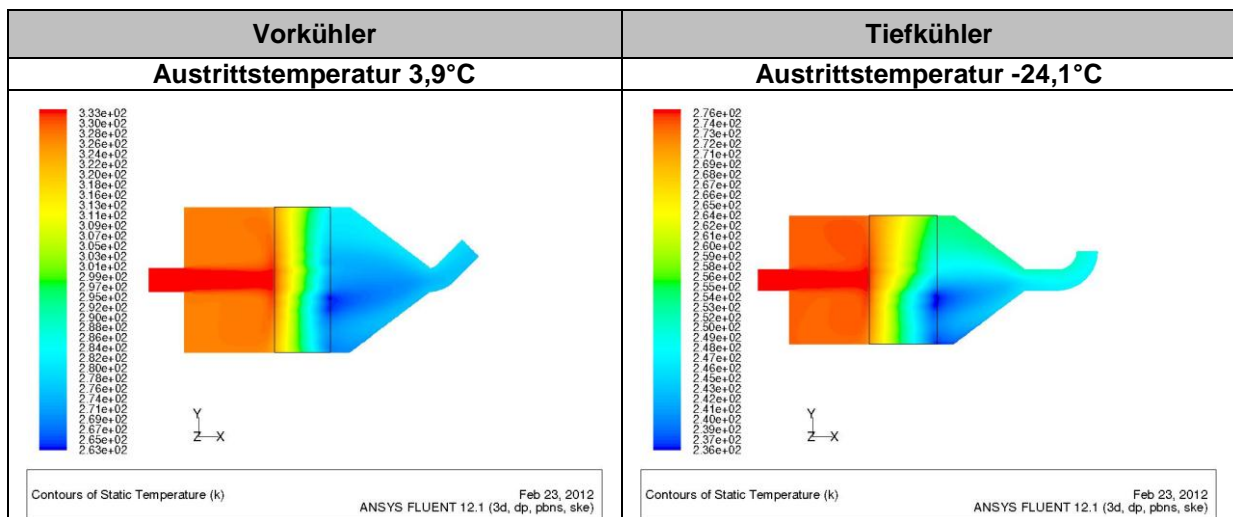 Vorkühler
Tiefkühler
Austrittstemperatur 3,9°C
Austrittstemperatur -24,1°C
3.33e+02
3.30e+02
3.28e+02
3.26e+02
3.24e+02
3.22e+02
3.20e+02
3.18e+02
3.16e+02
3.13e+02
3.11e+02
3.09e+02
3.07e+02
3.05e+02
3.03e+02
3.01e+02
2.99e+02
2.97e+02
2.95e+02
2.92e+02
2.90e+02
2.88e+02
2.86e+02
2.84e+02
2.82e+02
2.80e+02
2.78e+02
2.76e+02
2.74e+02
2.71e+02
2.69e+02
2.67e+02
2.65e+02
2.63e+02
Y
Z X
Contours of Static Temperature (k)
Feb 23, 2012
ANSYS FLUENT 12.1 (3d, dp, pbns, ske)
2.76e+02
2.74e+02
2.73e+02
2.72e+02
2.71e+02
2.69e+02
2.68e+02
2.67e+02
2.66e+02
2.65e+02
2.64e+02
2.62e+02
2.61e+02
2.60e+02
2.59e+02
2.58e+02
2.56e+02
2.55e+02
2.54e+02
2.53e+02
2.52e+02
2.50e+02
2.49e+02
2.48e+02
2.47e+02
2.46e+02
2.45e+02
2.43e+02
2.42e+02
2.41e+02
2.40e+02
2.38e+02
2.37e+02
2.36e+02
Y
Z X
Contours of Static Temperature (k)
Feb 23, 2012
ANSYS FLUENT 12.1 (3d, dp, pbns, ske)